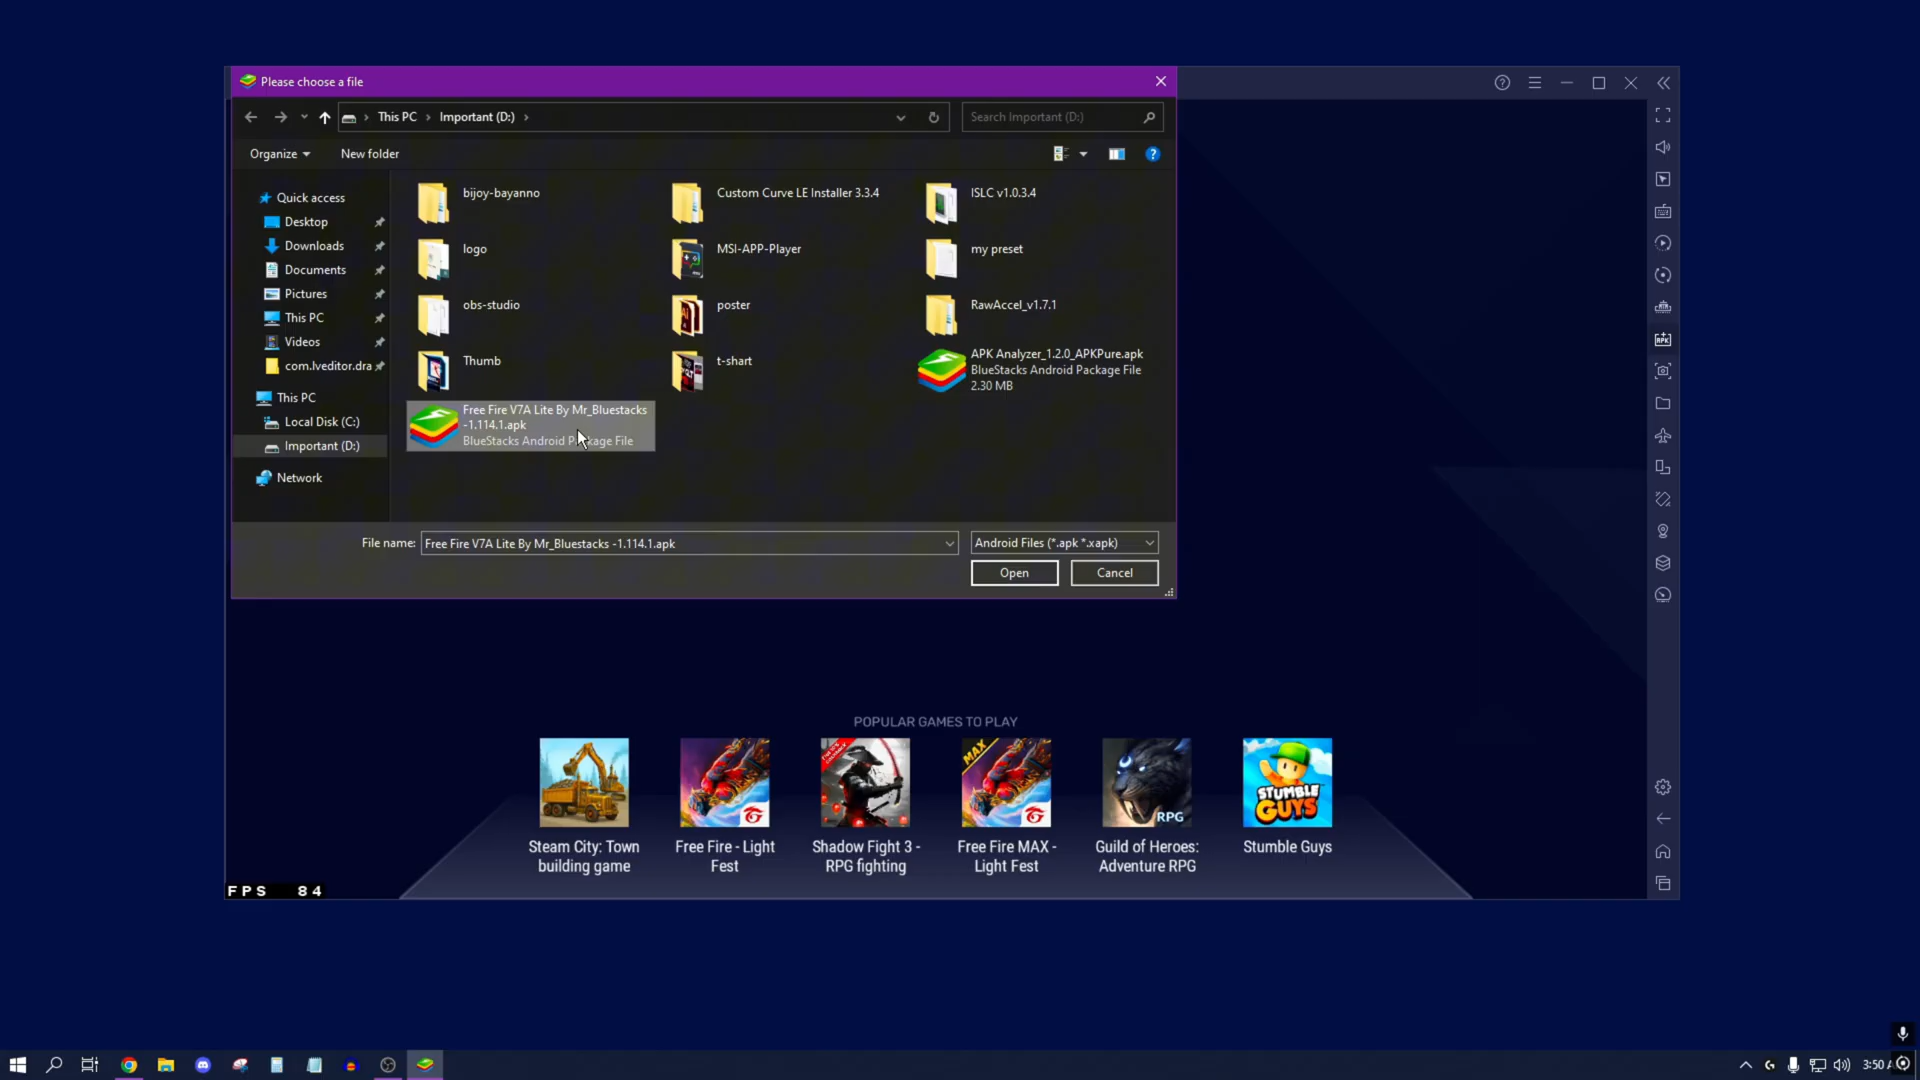 Please choose a file
This PC
Important (D:)
Search Important (D:)
Organize
New folder
Quick access
Desktop
Downloads
Documents
Pictures
This PC
Videos
com.lveditor.dra
This PC
Local Disk (C:)
Important (D:)
Network
bijoy-bayanno
Custom Curve LE Installer 3.3.4
ISLC v1.0.3.4
logo
MSI-APP-Player
my preset
obs-studio
poster
RawAccel_v1.7.1
Thumb
t-shart
APK Analyzer_1.2.0_APKPure.apk
BlueStacks Android Package File
2.30 MB
Free Fire V7A Lite By Mr_Bluestacks
-1.114.1.apk
BlueStacks Android Package File
File name:
Free Fire V7A Lite By Mr_Bluestacks -1.114.1.apk
Android Files (*.apk *.xapk)
Open
Cancel
APK
POPULAR GAMES TO PLAY
MAX
RPG
STUMBLE
GUYS
Steam City: Town
building game
Free Fire - Light
Fest
Shadow Fight 3 -
RPG fighting
Free Fire MAX -
Light Fest
Guild of Heroes:
Adventure RPG
Stumble Guys
FPS 84
3:50